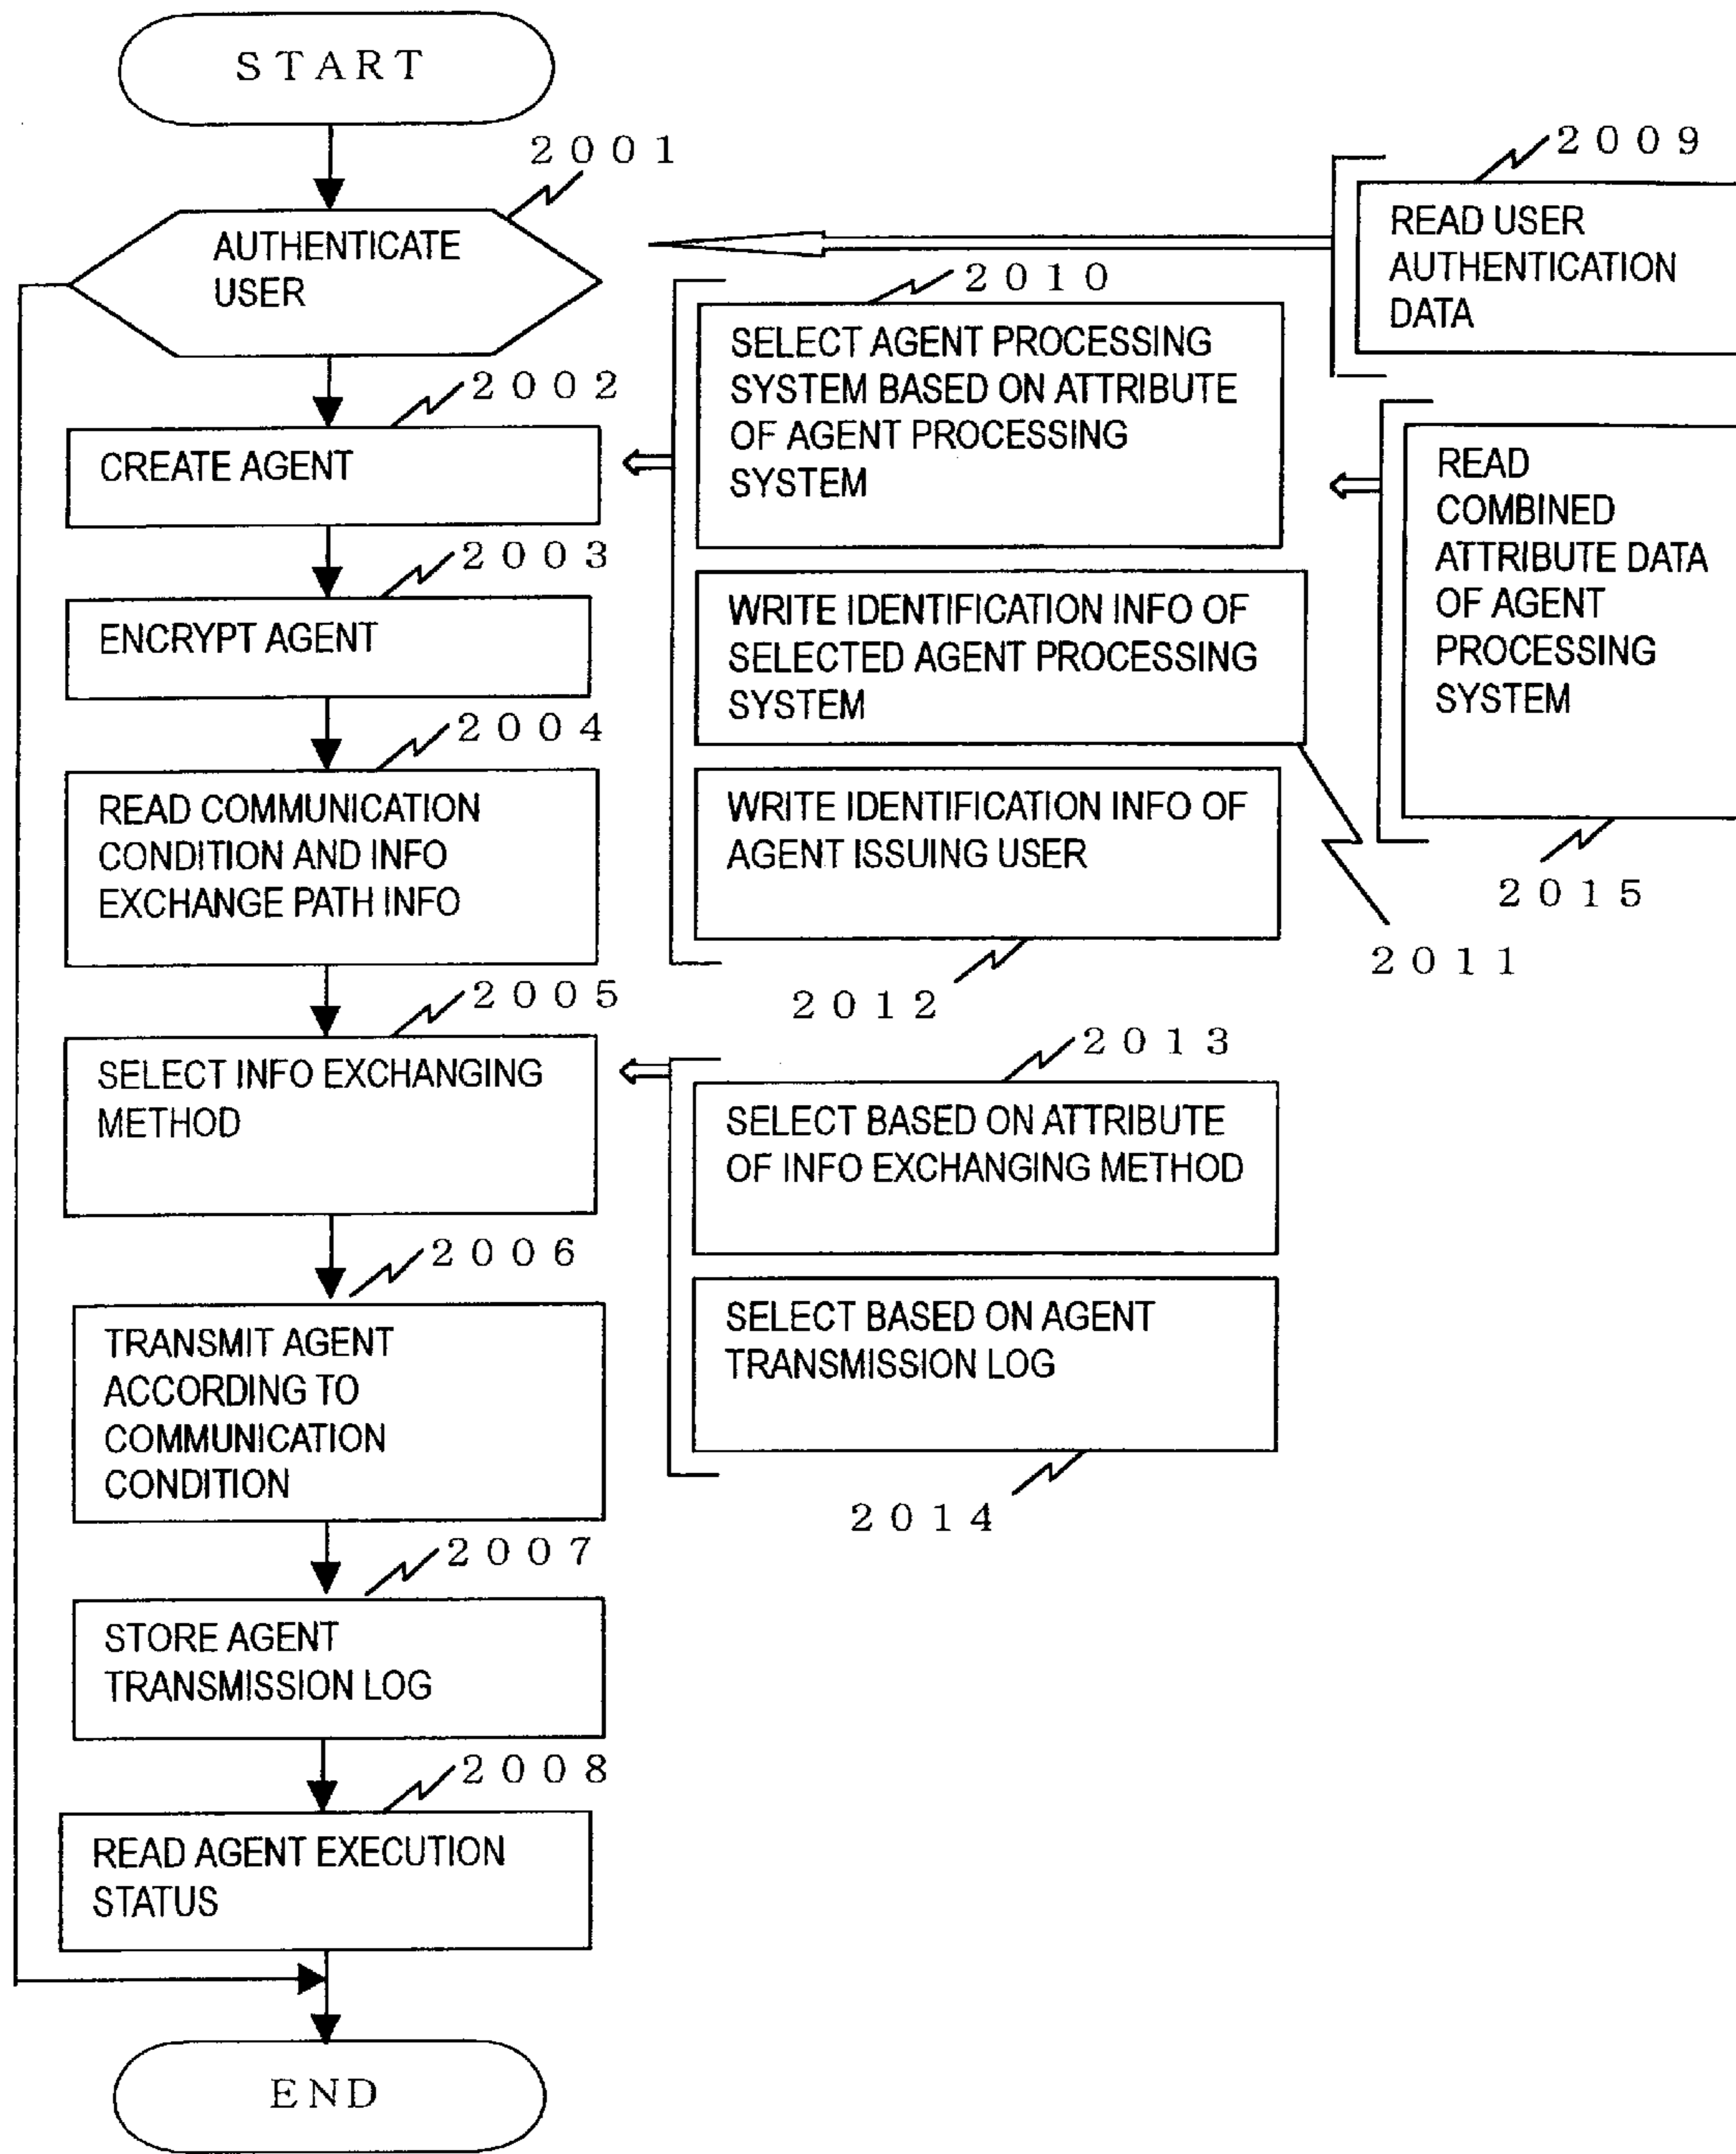 START
2001
AUTHENTICATE
USER
2009
READ USER
AUTHENTICATION
DATA
2002
CREATE AGENT
2010
SELECT AGENT PROCESSING
SYSTEM BASED ON ATTRIBUTE
OF AGENT PROCESSING
SYSTEM
READ
COMBINED
ATTRIBUTE DATA
OF AGENT
PROCESSING
SYSTEM
2015
2003
ENCRYPT AGENT
WRITE IDENTIFICATION INFO OF
SELECTED AGENT PROCESSING
SYSTEM
2011
2004
READ COMMUNICATION
CONDITION AND INFO
EXCHANGE PATH INFO
WRITE IDENTIFICATION INFO OF
AGENT ISSUING USER
2012
2005
SELECT INFO EXCHANGING
METHOD
2013
SELECT BASED ON ATTRIBUTE
OF INFO EXCHANGING METHOD
2006
TRANSMIT AGENT
ACCORDING TO
COMMUNICATION
CONDITION
SELECT BASED ON AGENT
TRANSMISSION LOG
2014
2007
STORE AGENT
TRANSMISSION LOG
2008
READ AGENT EXECUTION
STATUS
END